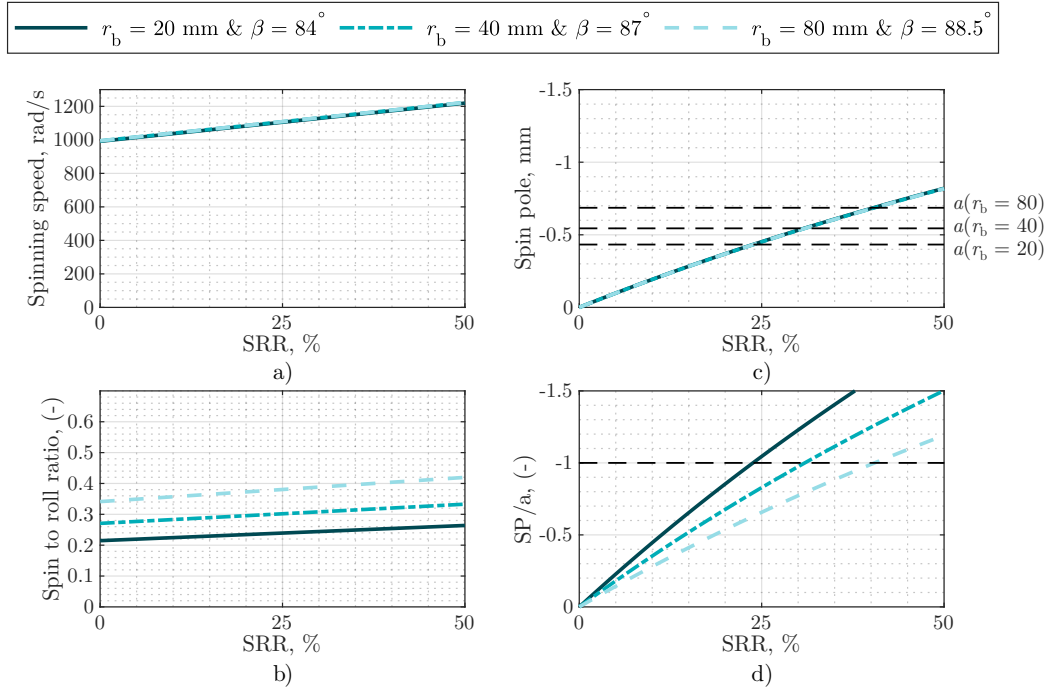 r_b = 20 mm & β = 84° r_b = 40 mm & β = 87° r_b = 80 mm & β = 88.5°
Spinning speed, rad/s
1200
1000
800
600
400
200
0
0 25 50
SRR, %
a)
Spin pole, mm
-1.5
-1
-0.5
0
a(r_b = 80)
a(r_b = 40)
a(r_b = 20)
0 25 50
SRR, %
c)
Spin to roll ratio, (-)
0.6
0.5
0.4
0.3
0.2
0.1
0
0 25 50
SRR, %
b)
SP/a, (-)
-1.5
-1
-0.5
0
0 25 50
SRR, %
d)